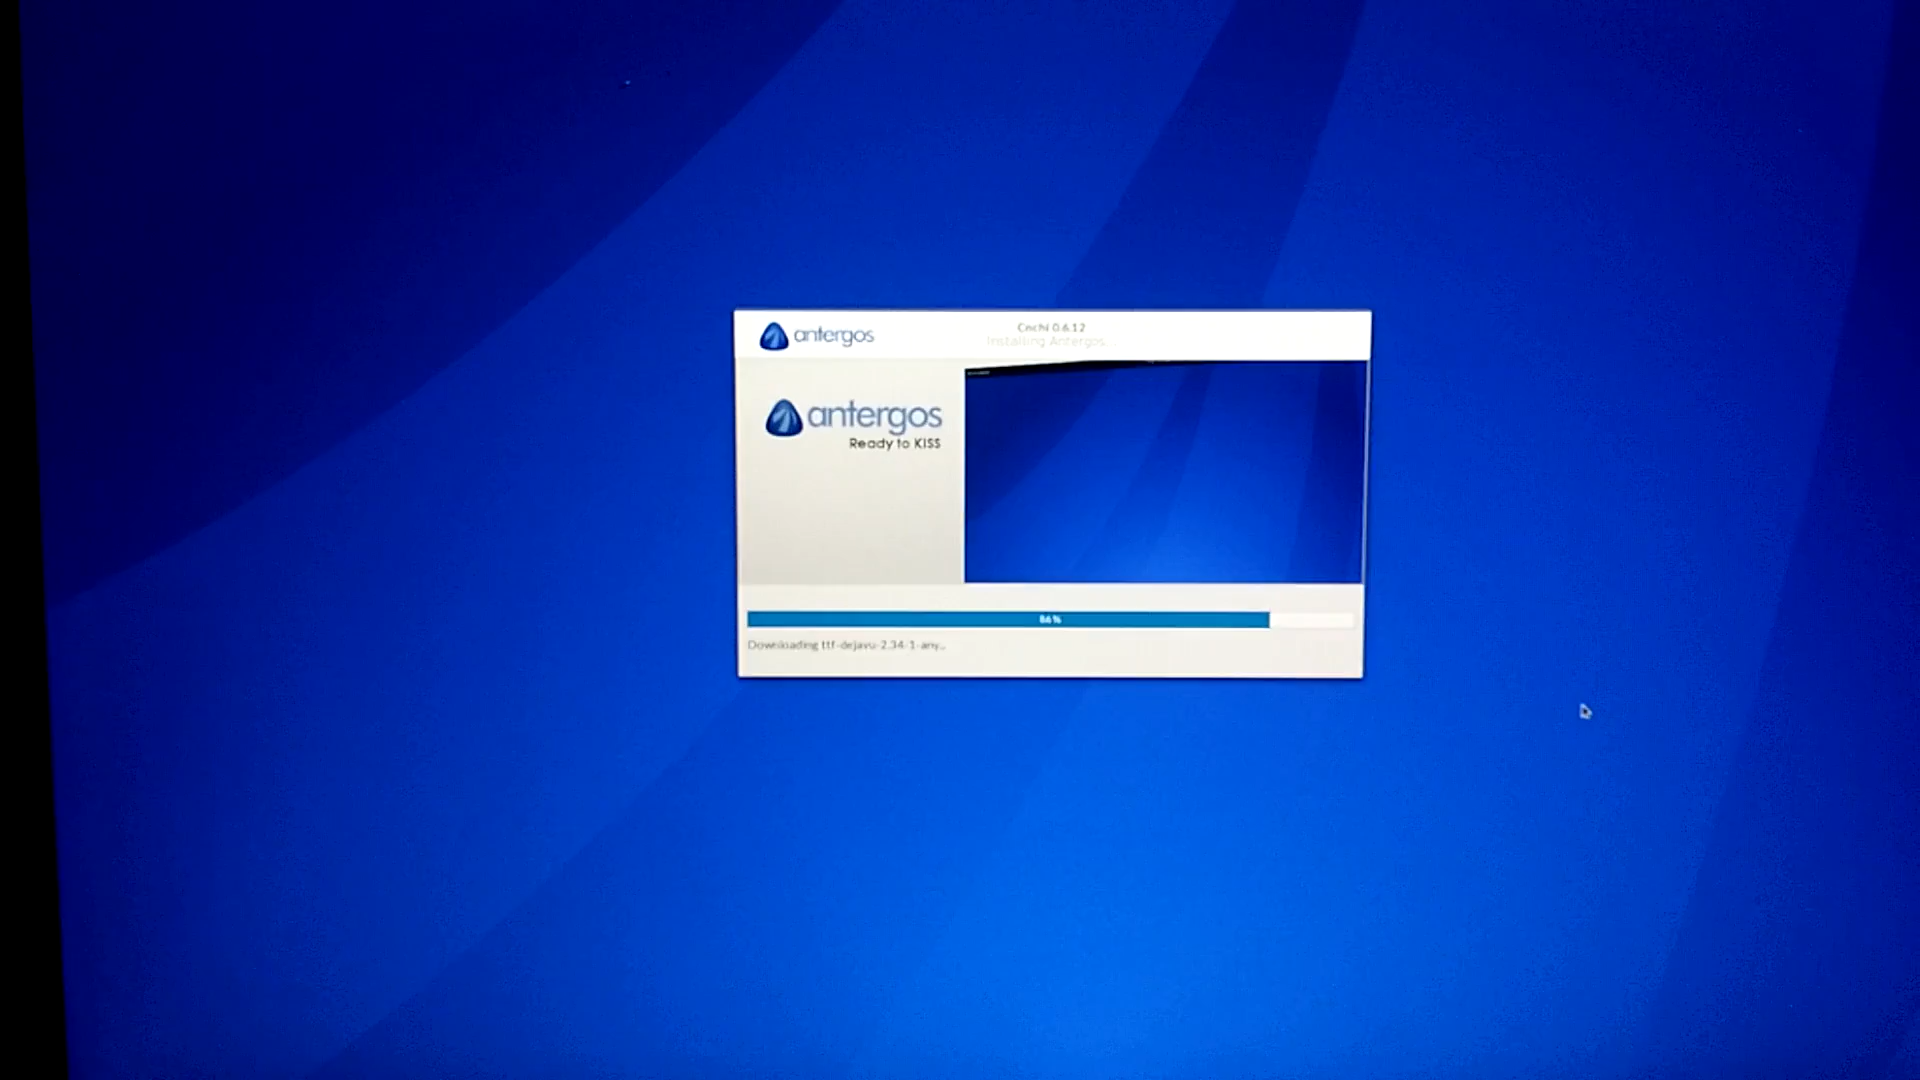 antergos
Cnchi 0.6.12
Installing Antergos...
antergos
Ready to KISS
86%
Downloading ttf-dejavu-2.34-1-any...